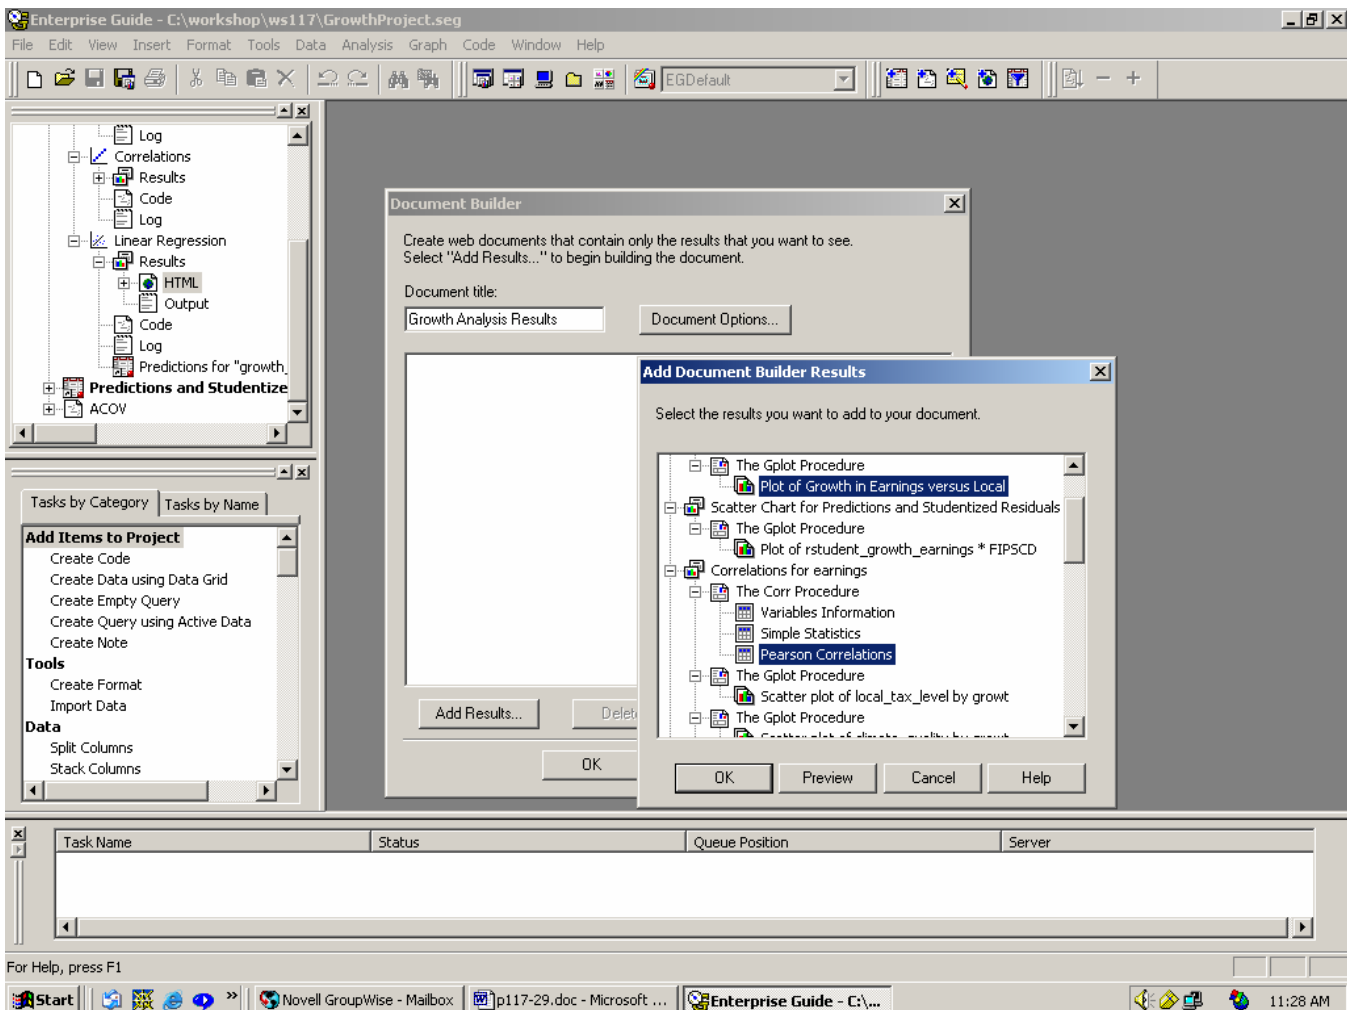 Enterprise Guide - C:\workshop\ws117\GrowthProject.seg
File Edit View Insert Format Tools Data Analysis Graph Code Window Help
EGDefault
Log
Correlations
Results
Code
Log
Linear Regression
Results
HTML
Output
Code
Log
Predictions for "growth_
Predictions and Studentize
ACOV
Tasks by Category Tasks by Name
Add Items to Project
Create Code
Create Data using Data Grid
Create Empty Query
Create Query using Active Data
Create Note
Tools
Create Format
Import Data
Data
Split Columns
Stack Columns
Document Builder
Create web documents that contain only the results that you want to see.
Select "Add Results..." to begin building the document.
Document title:
Growth Analysis Results Document Options...
Add Results... Delet
OK
Add Document Builder Results
Select the results you want to add to your document.
The Gplot Procedure
Plot of Growth in Earnings versus Local
Scatter Chart for Predictions and Studentized Residuals
The Gplot Procedure
Plot of rstudent_growth_earnings * FIPSCD
Correlations for earnings
The Corr Procedure
Variables Information
Simple Statistics
Pearson Correlations
The Gplot Procedure
Scatter plot of local_tax_level by growt
The Gplot Procedure
Scatter plot of climate_quality by growt
OK Preview Cancel Help
Task Name Status Queue Position Server
For Help, press F1
Start Novell GroupWise - Mailbox p117-29.doc - Microsoft ... Enterprise Guide - C:\... 11:28 AM